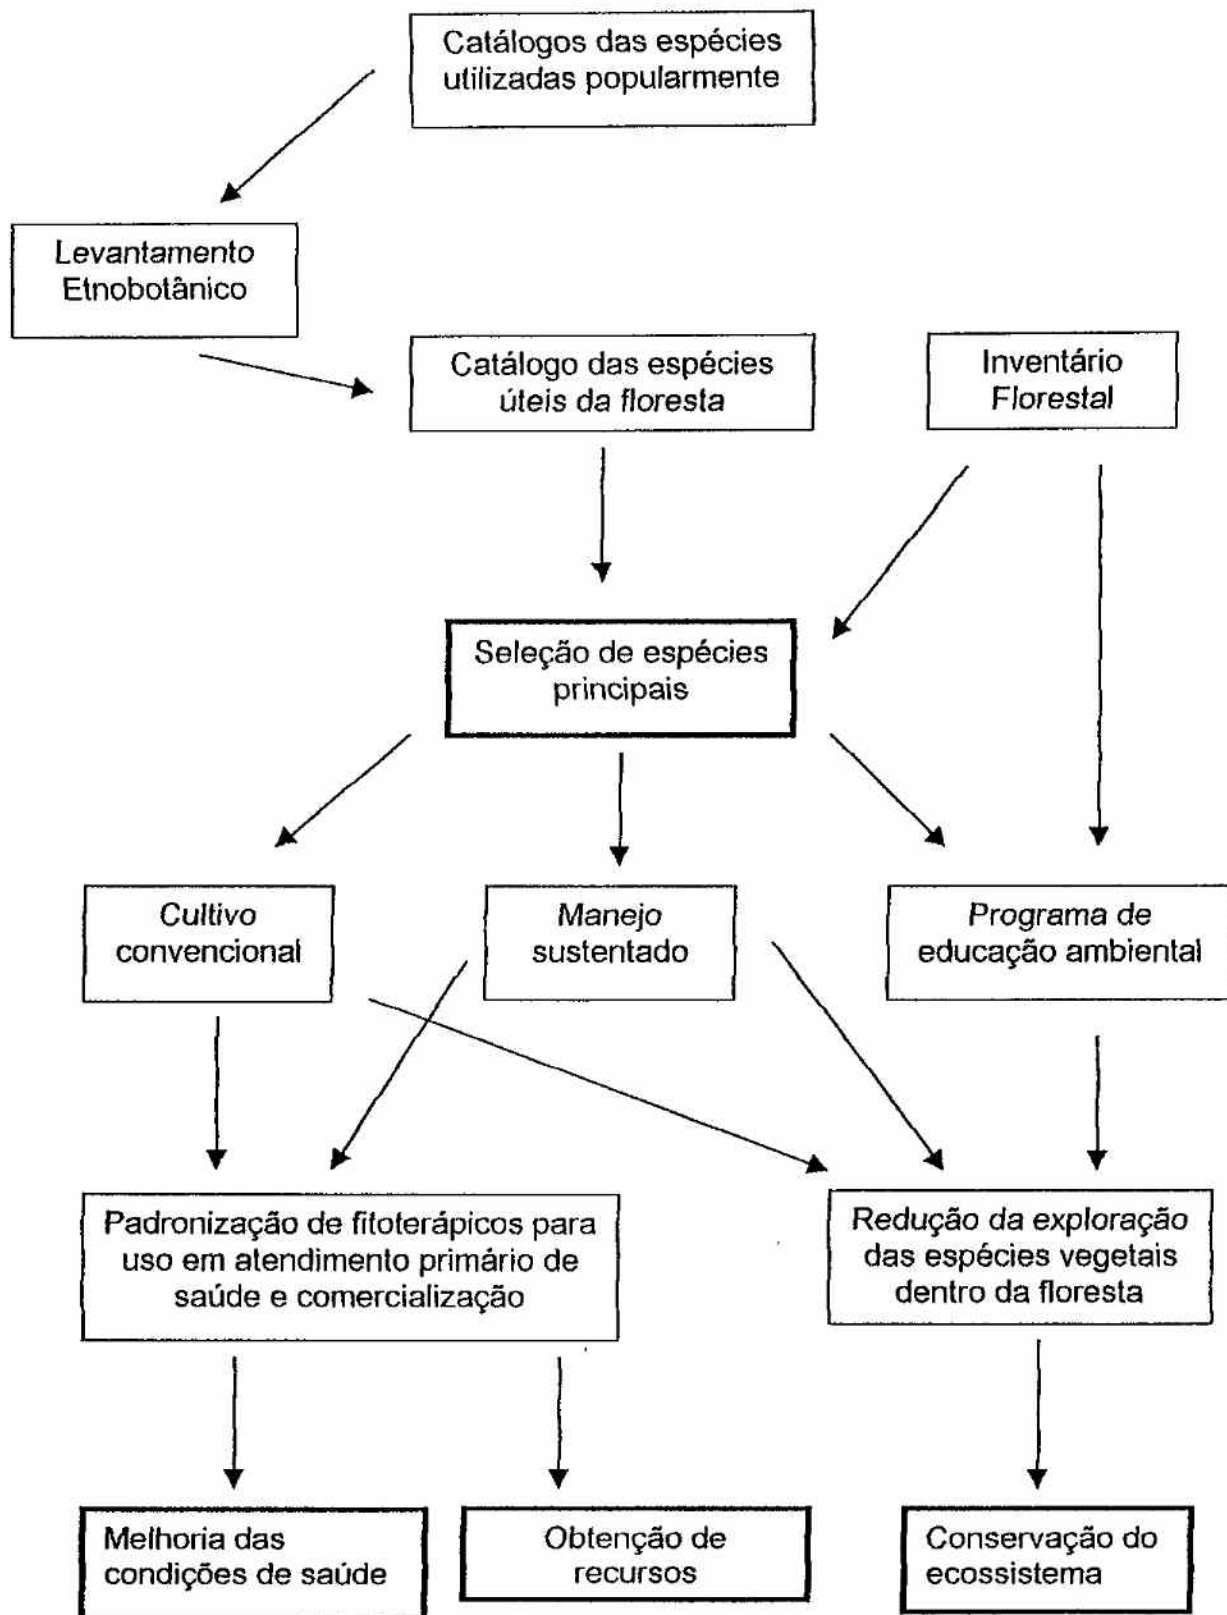 Catálogos das espécies
utilizadas popularmente
Levantamento
Etnobotânico
Catálogo das espécies
úteis da floresta
Inventário
Florestal
Seleção de espécies
principais
Cultivo
convencional
Manejo
sustentado
Programa de
educação ambiental
Padronização de fitoterápicos para
uso em atendimento primário de
saúde e comercialização
Redução da exploração
das espécies vegetais
dentro da floresta
Melhoria das
condições de saúde
Obtenção de
recursos
Conservação do
ecossistema